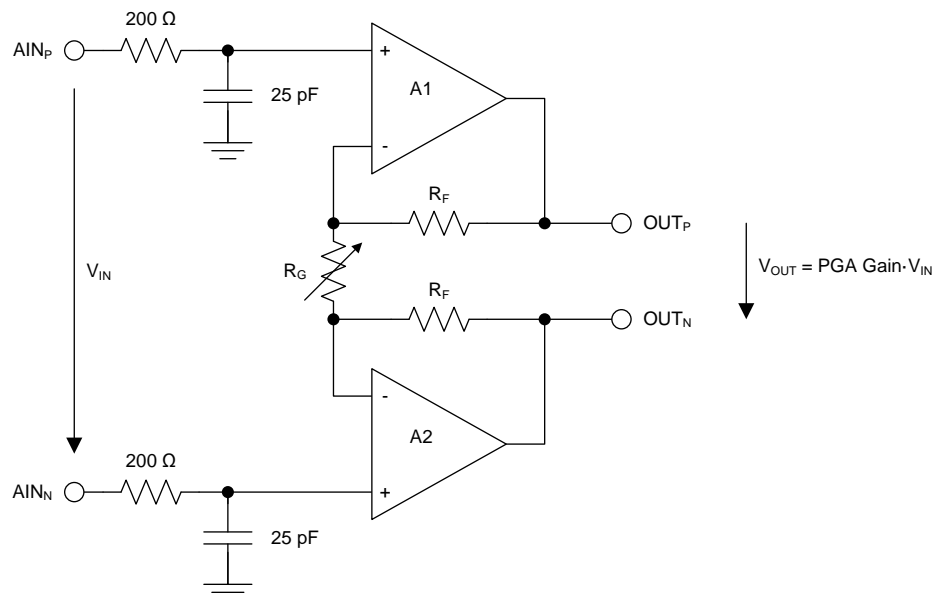 200 Ω
AINP
+
A1
25 pF
-
RF
OUTP
VIN
RG
VOUT = PGA Gain·VIN
RF
OUTN
-
A2
200 Ω
AINN
+
25 pF